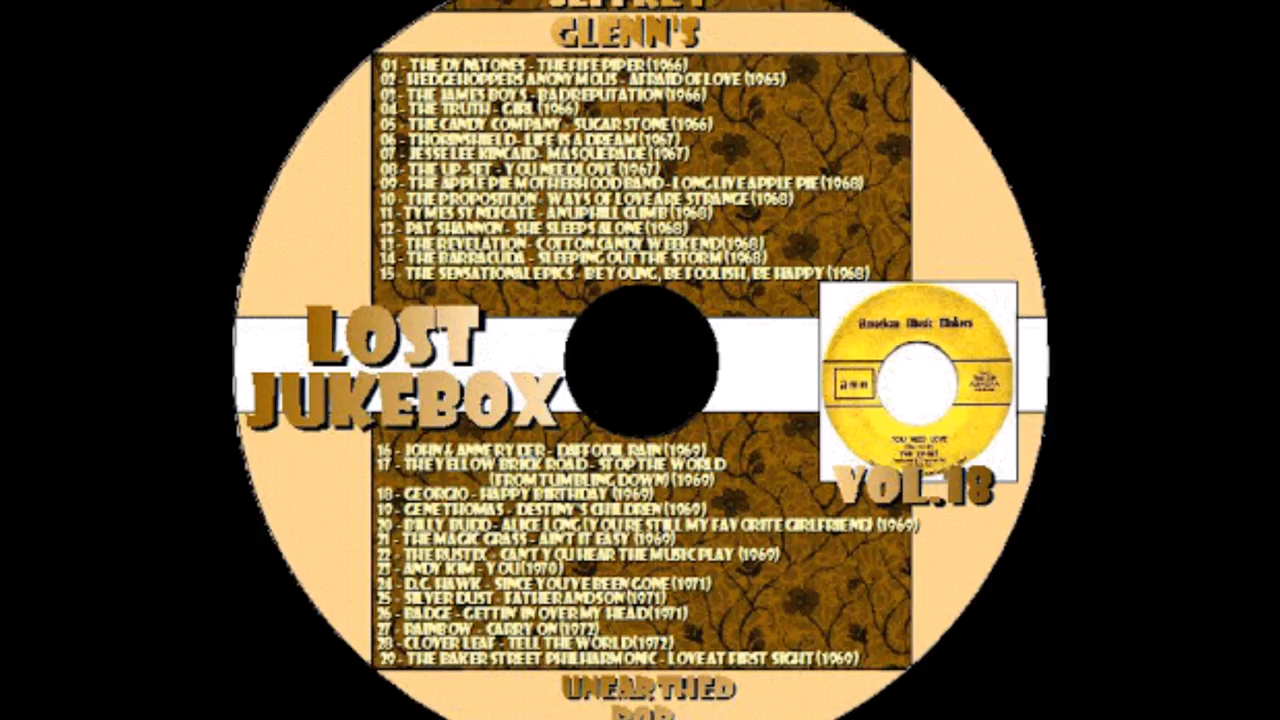 JEFFREY
GLENN'S
01 - THE DYNATONES - THE FIFE PIPER (1966)
02 - HEDGEHOPPERS ANONYMOUS - AFRAID OF LOVE (1965)
03 - THE JAMES BOYS - BAD REPUTATION (1966)
04 - THE TRUTH - GIRL (1966)
05 - THE CANDY COMPANY - SUGAR STONE (1966)
06 - THORINSHIELD - LIFE IS A DREAM (1967)
07 - JESSE LEE KINCAID - MASQUERADE (1967)
08 - THE UP-SET - YOU NEED LOVE (1967)
09 - THE APPLE PIE MOTHERHOOD BAND - LONG LIVE APPLE PIE (1968)
10 - THE PROPOSITION - WAYS OF LOVE ARE STRANGE (1968)
11 - TYMES SYNDICATE - AN UPHILL CLIMB (1968)
12 - PAT SHANNON - SHE SLEEPS ALONE (1968)
13 - THE REVELATION - COTTON CANDY WEEKEND (1968)
14 - THE BARRACUDA - SLEEPING OUT THE STORM (1968)
15 - THE SENSATIONAL EPICS - BE YOUNG, BE FOOLISH, BE HAPPY (1968)
LOST
JUKEBOX
American Music Makers
YOU NEED LOVE
VOL.18
16 - JOHN & ANNE RYDER - DAFFODIL RAIN (1969)
17 - THE YELLOW BRICK ROAD - STOP THE WORLD
(FROM TUMBLING DOWN) (1969)
18 - GEORGIO - HAPPY BIRTHDAY (1969)
19 - GENE THOMAS - DESTINY'S CHILDREN (1969)
20 - BILLY BUDD - ALICE LONG (YOU'RE STILL MY FAVORITE GIRLFRIEND) (1969)
21 - THE MAGIC GRASS - AIN'T IT EASY (1969)
22 - THE RUSTIX - CAN'T YOU HEAR THE MUSIC PLAY (1969)
23 - ANDY KIM - YOU (1970)
24 - D.C. HAWK - SINCE YOU'VE BEEN GONE (1971)
25 - SILVER DUST - FATHER AND SON (1971)
26 - BADGE - GETTIN IN OVER MY HEAD (1971)
27 - RAINBOW - CARRY ON (1972)
28 - CLOVER LEAF - TELL THE WORLD (1972)
29 - THE BAKER STREET PHILHARMONIC - LOVE AT FIRST SIGHT (1969)
UNEARTHED
POP